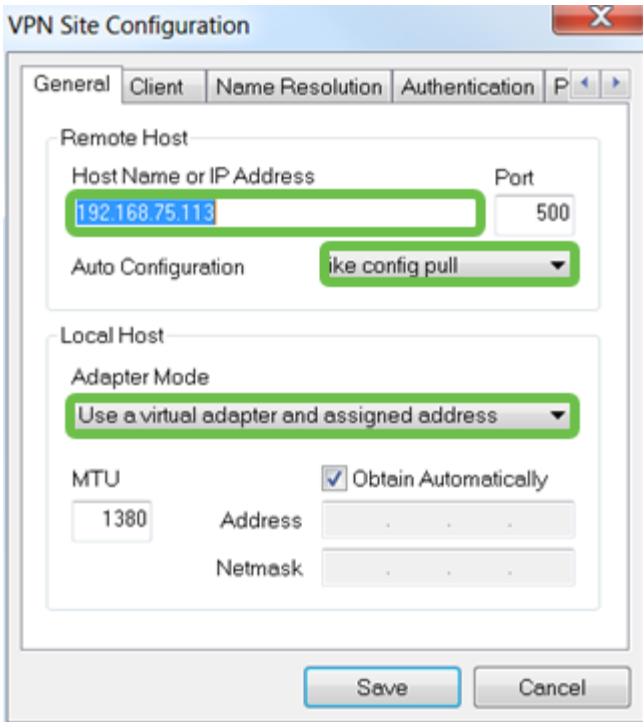 VPN Site Configuration
General Client Name Resolution Authentication P
Remote Host
Host Name or IP Address Port
192.168.75.113 500
Auto Configuration ike config pull
Local Host
Adapter Mode
Use a virtual adapter and assigned address
MTU Obtain Automatically
1380 Address . . .
Netmask . . .
Save Cancel